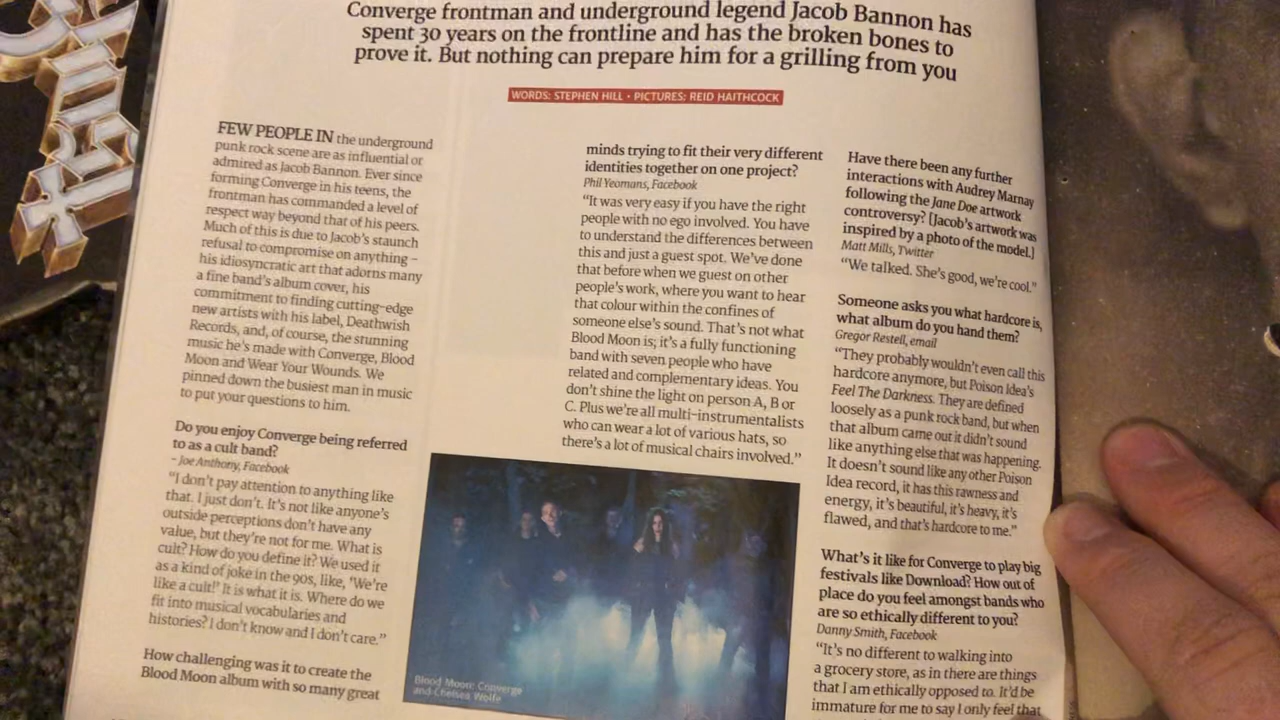 Converge frontman and underground legend Jacob Bannon has
spent 30 years on the frontline and has the broken bones to
prove it. But nothing can prepare him for a grilling from you
WORDS: STEPHEN HILL • PICTURES: REID HAITHCOCK
FEW PEOPLE IN the underground
punk rock scene are as influential or
admired as Jacob Bannon. Ever since
forming Converge in his teens, the
frontman has commanded a level of
respect way beyond that of his peers.
Much of this is due to Jacob's staunch
refusal to compromise on anything –
his idiosyncratic art that adorns many
a fine band's album cover, his
commitment to finding cutting-edge
new artists with his label, Deathwish
Records, and, of course, the stunning
music he's made with Converge, Blood
Moon and Wear Your Wounds. We
pinned down the busiest man in music
to put your questions to him.
Do you enjoy Converge being referred
to as a cult band?
– Joe Anthony, Facebook
"I don't pay attention to anything like
that. I just don't. It's not like anyone's
outside perceptions don't have any
value, but they're not for me. What is
cult? How do you define it? We used it
as a kind of joke in the 90s, like, 'We're
like a cult!' It is what it is. Where do we
fit into musical vocabularies and
histories? I don't know and I don't care."
How challenging was it to create the
Blood Moon album with so many great
minds trying to fit their very different
identities together on one project?
Phil Yeomans, Facebook
"It was very easy if you have the right
people with no ego involved. You have
to understand the differences between
this and just a guest spot. We've done
that before when we guest on other
people's work, where you want to hear
that colour within the confines of
someone else's sound. That's not what
Blood Moon is; it's a fully functioning
band with seven people who have
related and complementary ideas. You
don't shine the light on person A, B or
C. Plus we're all multi-instrumentalists
who can wear a lot of various hats, so
there's a lot of musical chairs involved."
Blood Moon: Converge
and Chelsea Wolfe
Have there been any further
interactions with Audrey Marnay
following the Jane Doe artwork
controversy? [Jacob's artwork was
inspired by a photo of the model.]
Matt Mills, Twitter
"We talked. She's good, we're cool."
Someone asks you what hardcore is,
what album do you hand them?
Gregor Restell, email
"They probably wouldn't even call this
hardcore anymore, but Poison Idea's
Feel The Darkness. They are defined
loosely as a punk rock band, but when
that album came out it didn't sound
like anything else that was happening.
It doesn't sound like any other Poison
Idea record, it has this rawness and
energy, it's beautiful, it's heavy, it's
flawed, and that's hardcore to me."
What's it like for Converge to play big
festivals like Download? How out of
place do you feel amongst bands who
are so ethically different to you?
Danny Smith, Facebook
"It's no different to walking into
a grocery store, as in there are things
that I am ethically opposed to. It'd be
immature for me to say I only feel that